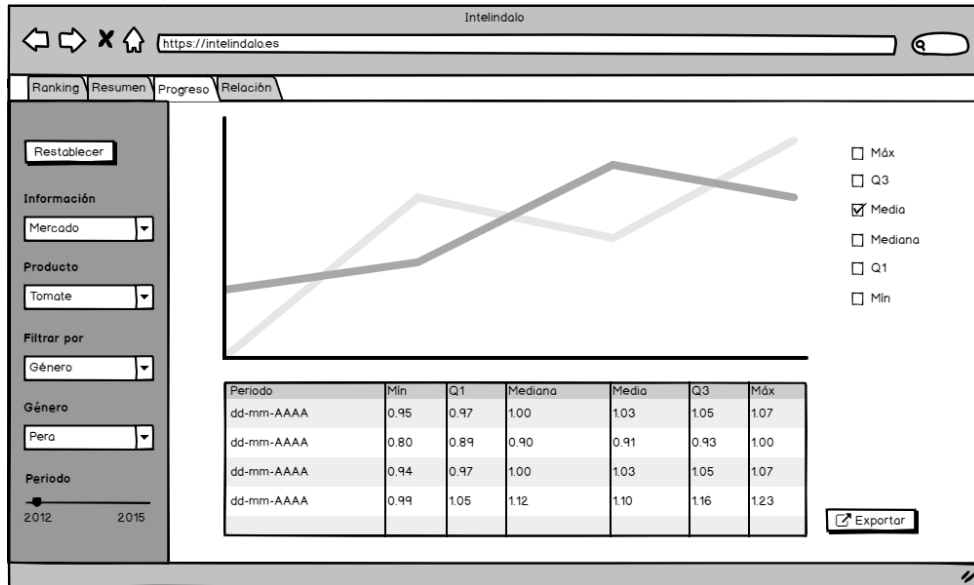 Intelindalo
https://intelindalo.es
Ranking Resumen Progreso Relación
Restablecer
Información
Mercado
Producto
Tomate
Filtrar por
Género
Género
Pera
Periodo
2012 2015
Máx
Q3
Media
Mediana
Q1
Mín
Periodo Mín Q1 Mediana Media Q3 Máx
dd-mm-AAAA 0.95 0.97 1.00 1.03 1.05 1.07
dd-mm-AAAA 0.80 0.89 0.90 0.91 0.93 1.00
dd-mm-AAAA 0.94 0.97 1.00 1.03 1.05 1.07
dd-mm-AAAA 0.99 1.05 1.12 1.10 1.16 1.23
Exportar